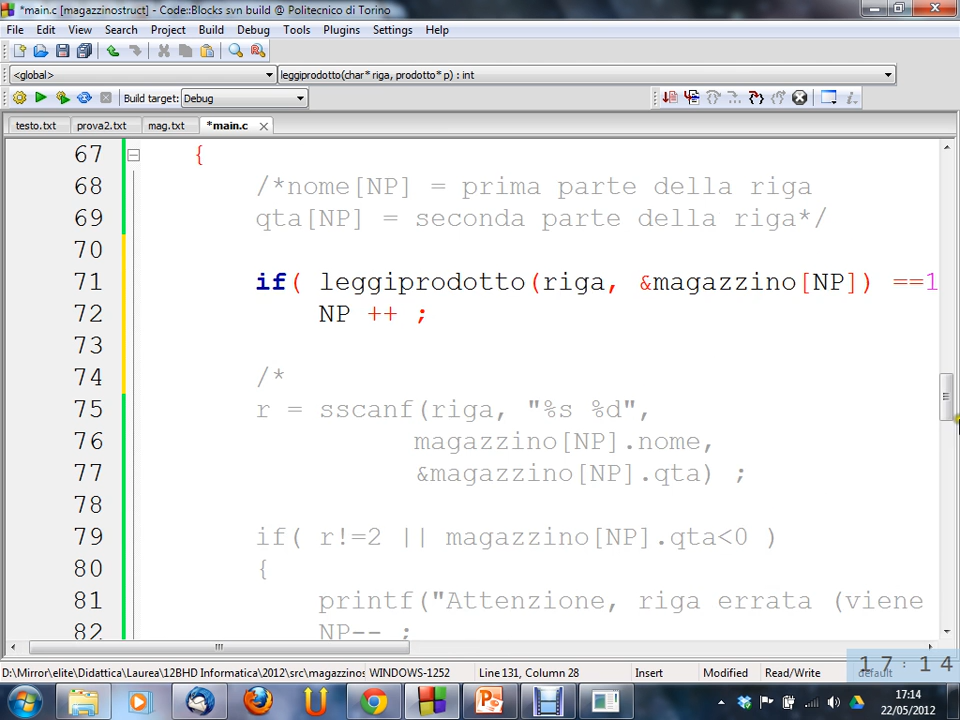 *main.c [magazzinostruct] - Code::Blocks svn build @ Politecnico di Torino
File Edit View Search Project Build Debug Tools Plugins Settings Help
<global> leggiprodotto(char* riga, prodotto* p) : int
Build target: Debug
testo.txt prova2.txt mag.txt *main.c
67 {
68 /*nome[NP] = prima parte della riga
69 qta[NP] = seconda parte della riga*/
70
71 if( leggiprodotto(riga, &magazzino[NP]) ==1
72 NP ++ ;
73
74 /*
75 r = sscanf(riga, "%s %d",
76 magazzino[NP].nome,
77 &magazzino[NP].qta) ;
78
79 if( r!=2 || magazzino[NP].qta<0 )
80 {
81 printf("Attenzione, riga errata (viene
82 NP-- ;
D:\Mirror\elite\Didattica\Laurea\12BHD Informatica\2012\src\magazzinos WINDOWS-1252 Line 131, Column 28 Insert Modified Read/Write default
17:14
17:14
22/05/2012